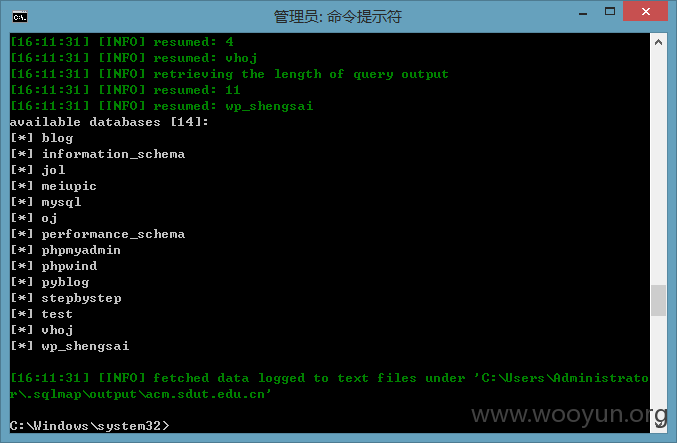 管理员: 命令提示符
[16:11:31] [INFO] resumed: 4
[16:11:31] [INFO] resumed: vhoj
[16:11:31] [INFO] retrieving the length of query output
[16:11:31] [INFO] resumed: 11
[16:11:31] [INFO] resumed: wp_shengsai
available databases [14]:
[*] blog
[*] information_schema
[*] jol
[*] meiupic
[*] mysql
[*] oj
[*] performance_schema
[*] phpmyadmin
[*] phpwind
[*] pyblog
[*] stepbystep
[*] test
[*] vhoj
[*] wp_shengsai
[16:11:31] [INFO] fetched data logged to text files under 'C:\Users\Administrato
r\.sqlmap\output\acm.sdut.edu.cn'
www.wooyun.org
C:\Windows\system32>